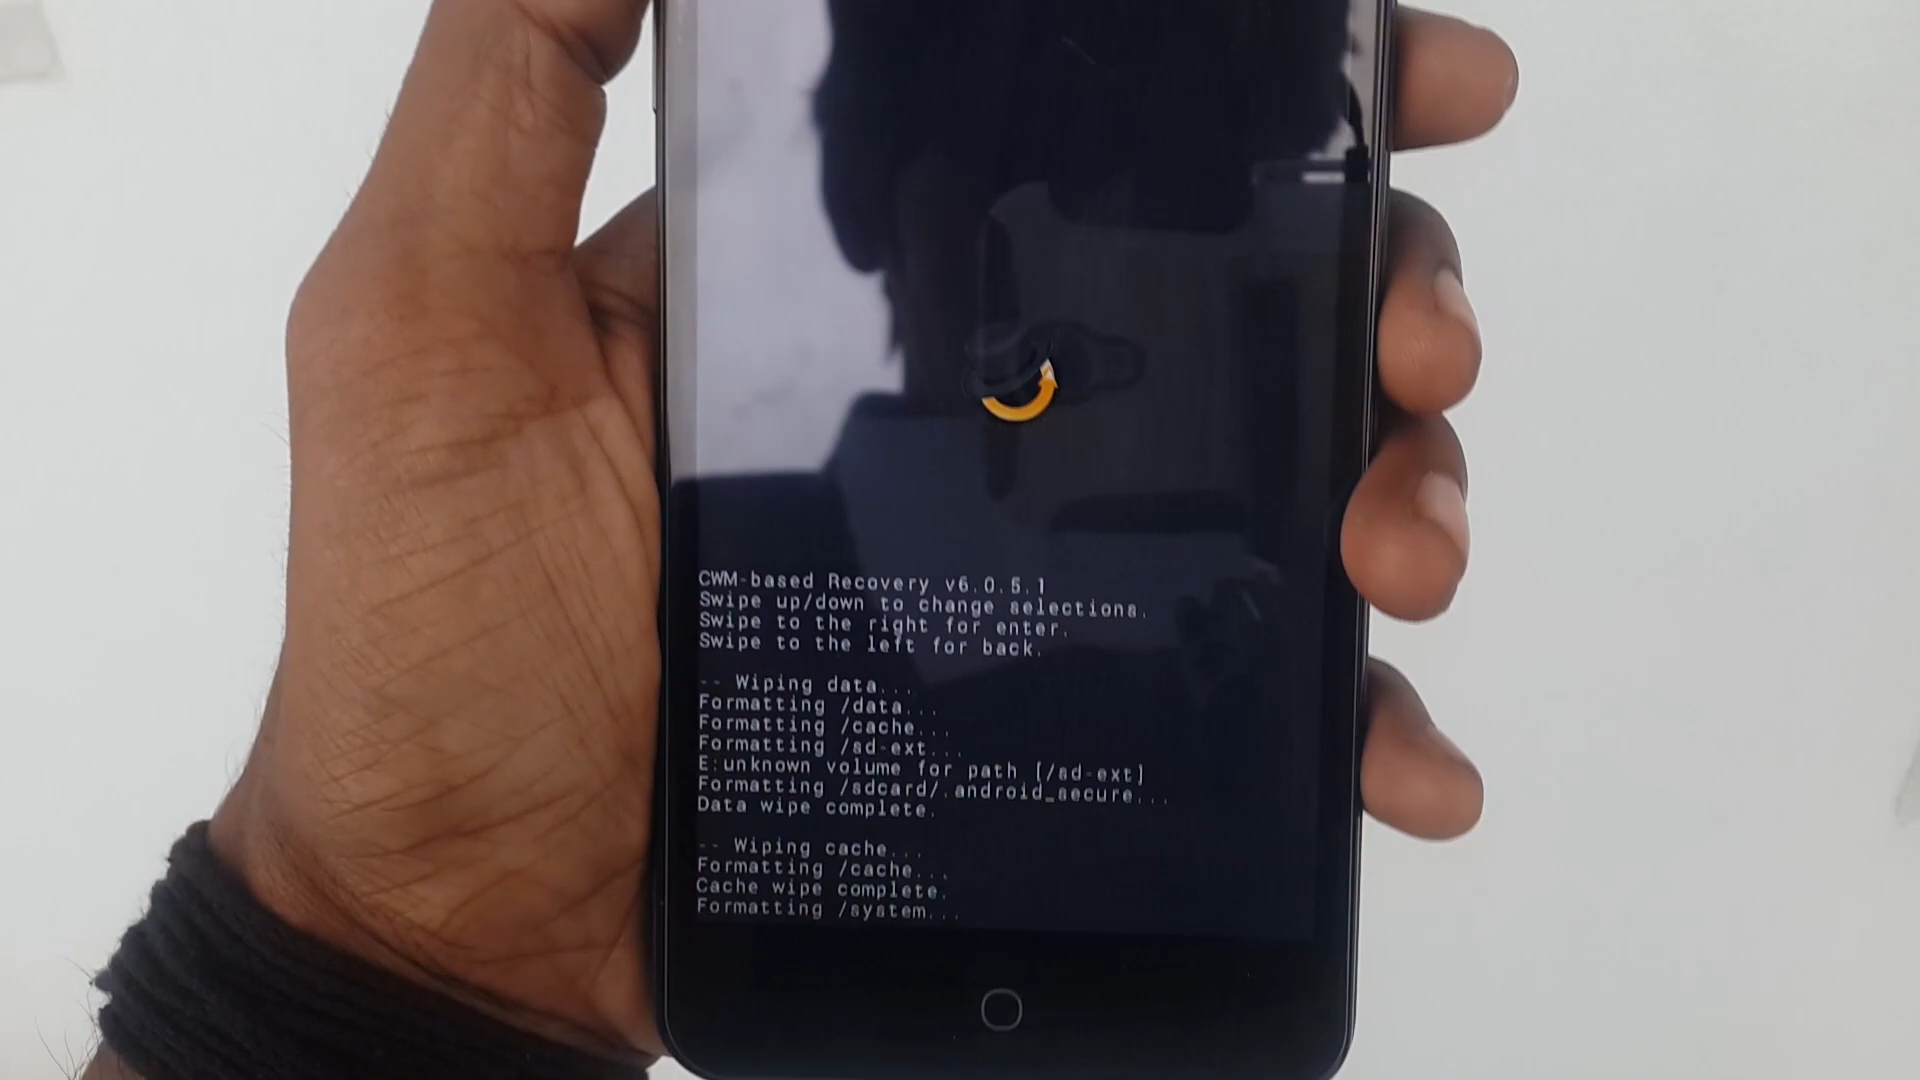 CWM-based Recovery v6.0.5.1
Swipe up/down to change selections.
Swipe to the right for enter.
Swipe to the left for back.
-- Wiping data...
Formatting /data...
Formatting /cache...
Formatting /sd-ext...
E:unknown volume for path [/sd-ext]
Formatting /sdcard/.android_secure...
Data wipe complete.
-- Wiping cache...
Formatting /cache...
Cache wipe complete.
Formatting /system...